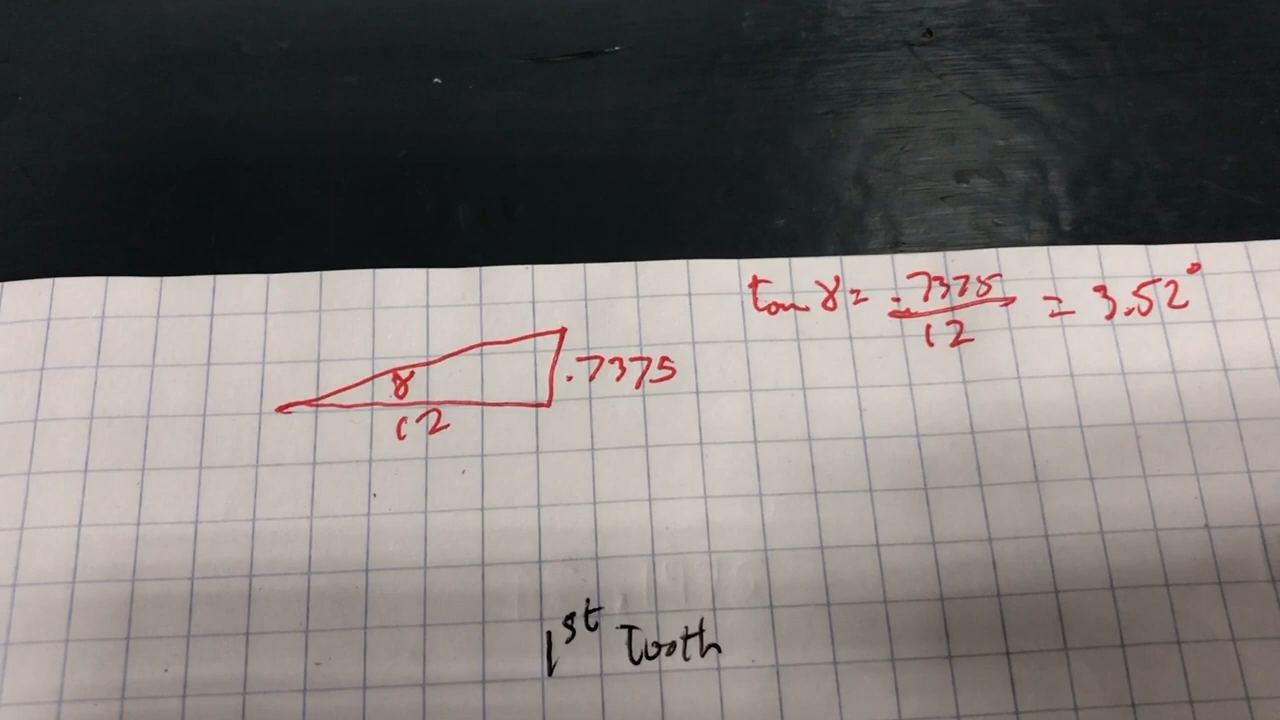 tan γ = .7375/12 = 3.52°
γ
.7375
12
1st Tooth